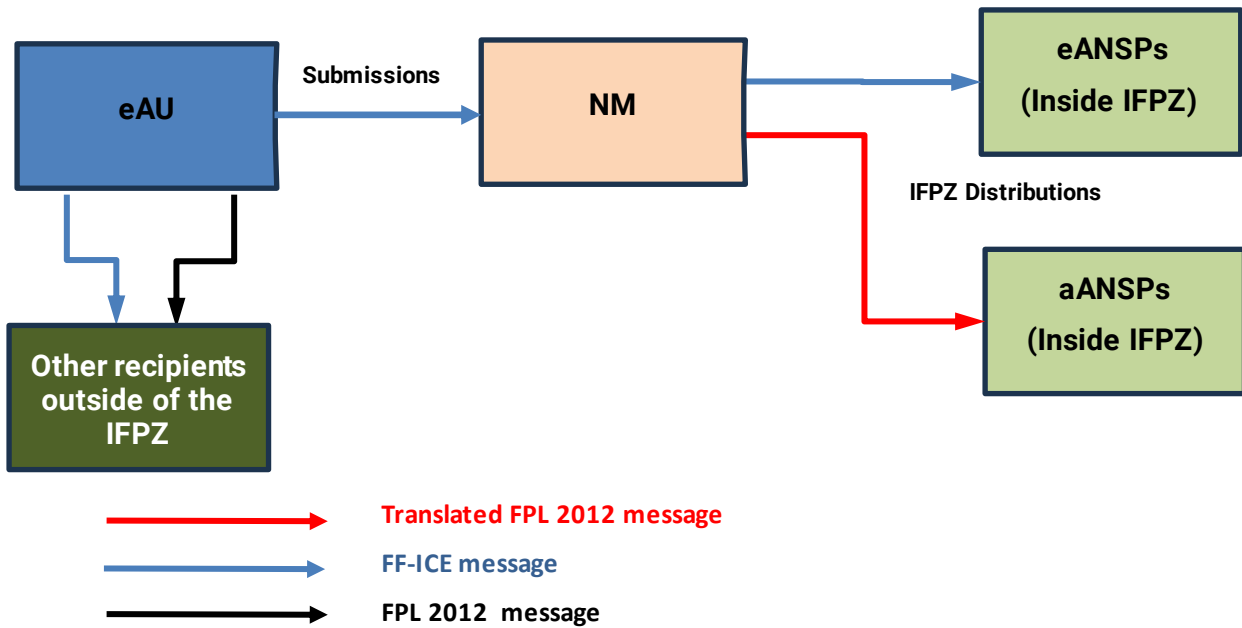 eAU
Submissions
NM
eANSPs
(Inside IFPZ)
IFPZ Distributions
aANSPs
(Inside IFPZ)
Other recipients
outside of the
IFPZ
Translated FPL 2012 message
FF-ICE message
FPL 2012 message